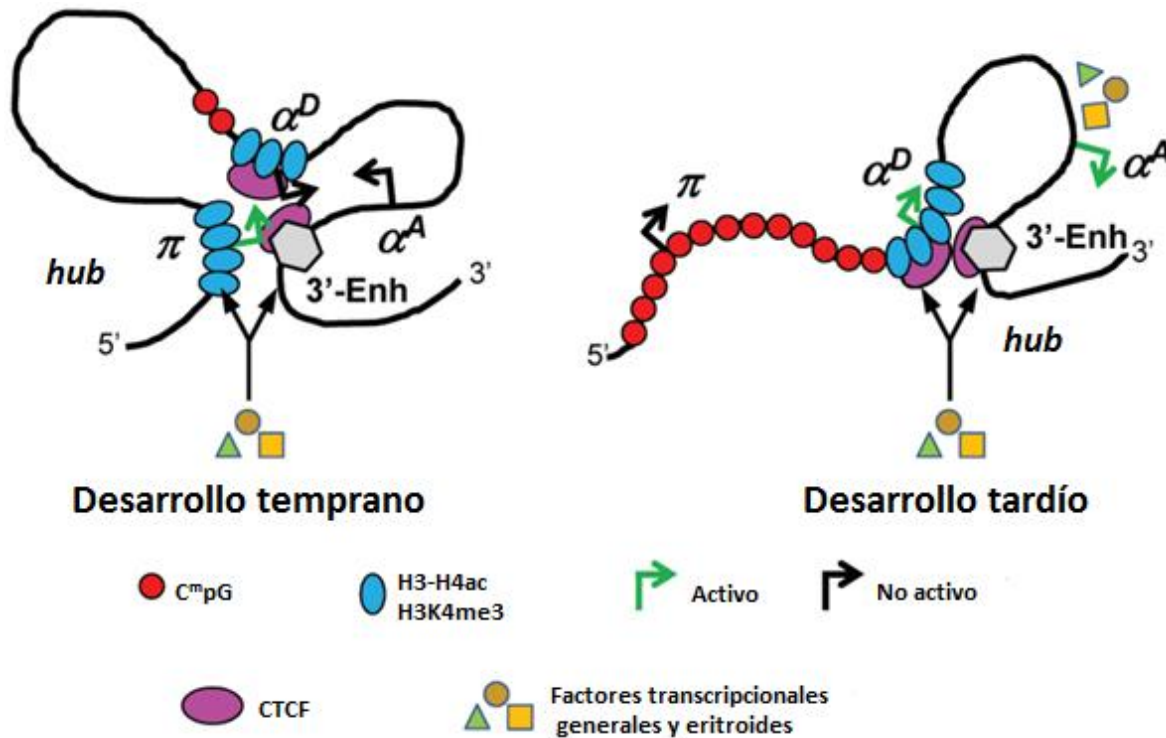 α^D
α^A
π
hub
3'-Enh
3'
5'
π
α^D
α^A
3'-Enh
3'
5'
hub
Desarrollo temprano
Desarrollo tardío
C^mpG
H3-H4ac
H3K4me3
Activo
No activo
CTCF
Factores transcripcionales
generales y eritroides